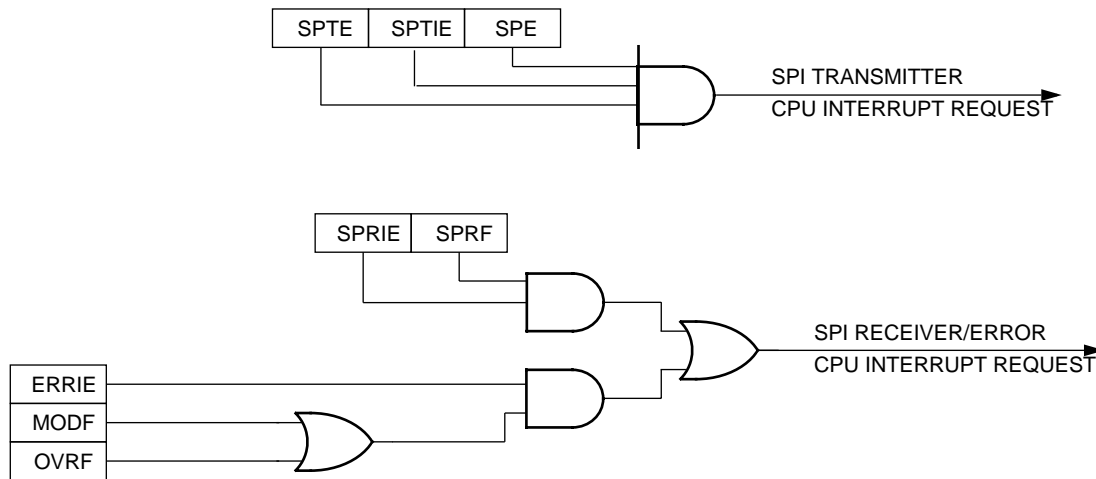 SPTE SPTIE SPE
SPI TRANSMITTER
CPU INTERRUPT REQUEST
SPRIE SPRF
SPI RECEIVER/ERROR
CPU INTERRUPT REQUEST
ERRIE
MODF
OVRF